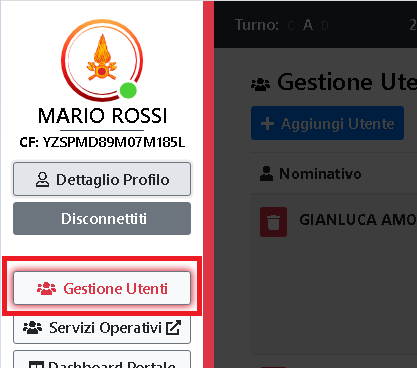 MARIO ROSSI
CF: YZSPMD89M07M185L
Dettaglio Profilo
Disconnettiti
Gestione Utenti
Servizi Operativi
Dashboard Portale
Turno: C A D
2
Gestione Ute
Aggiungi Utente
Nominativo
GIANLUCA AMO